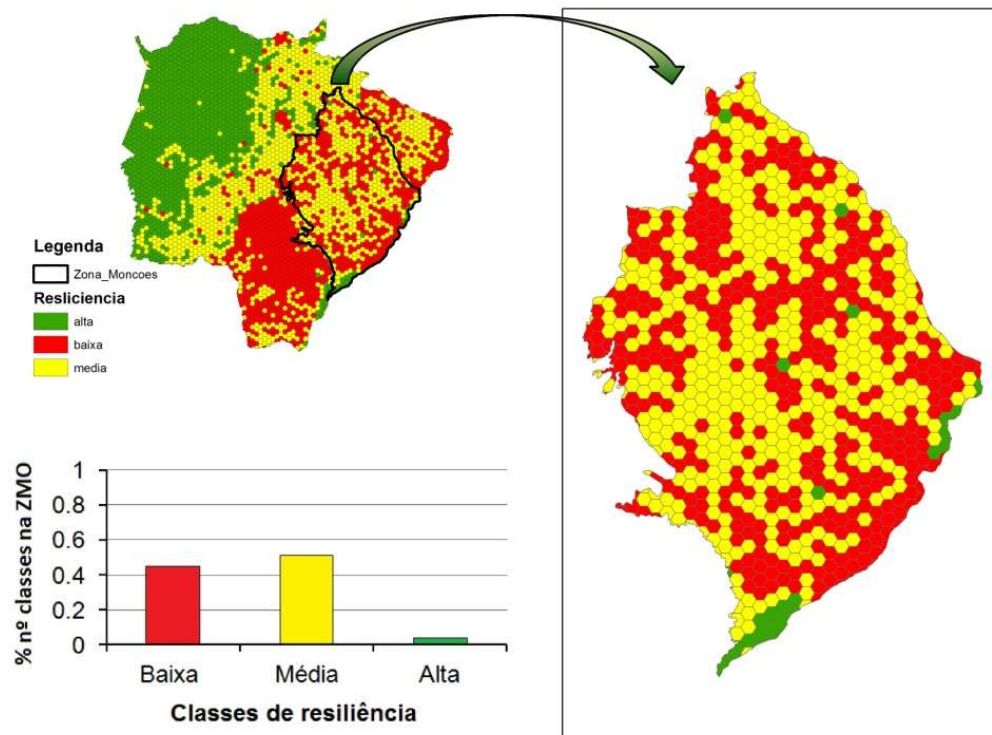 Legenda
Zona_Moncoes
Resliciencia
alta
baixa
media
% nº classes na ZMO
1
0.8
0.6
0.4
0.2
0
Baixa Média Alta
Classes de resiliência